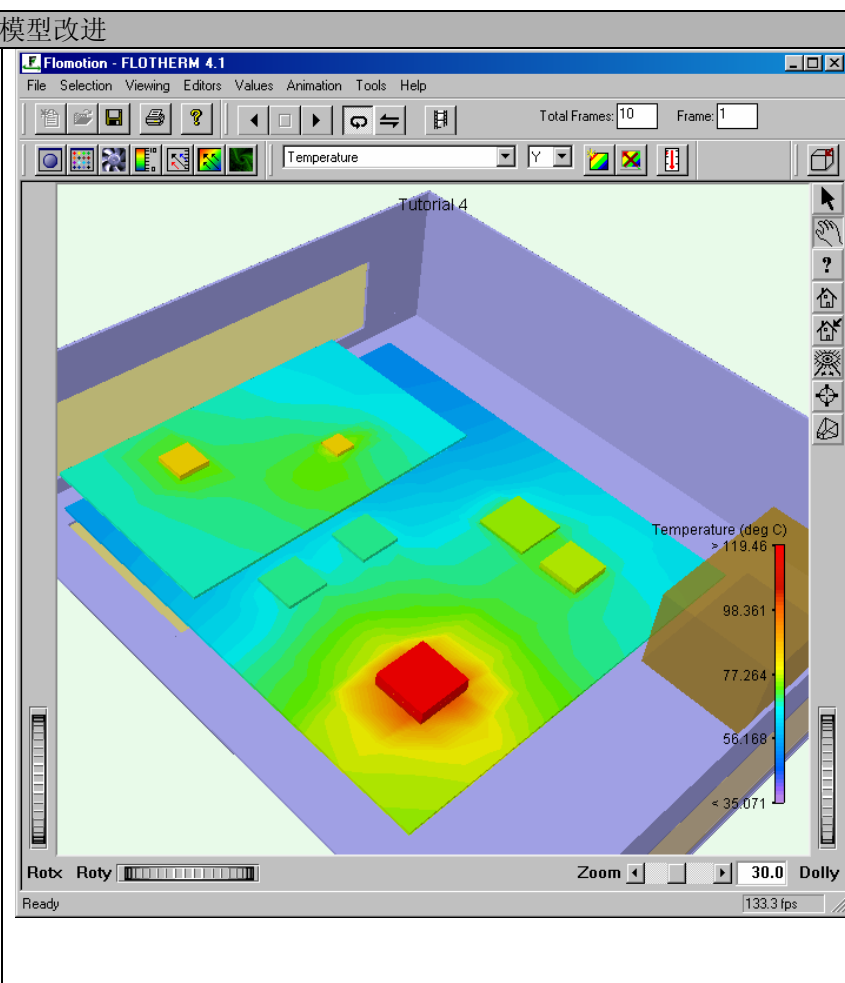 模型改进
Flomotion - FLOTHERM 4.1
File Selection Viewing Editors Values Animation Tools Help
Total Frames: 10 Frame: 1
Temperature Y
Tutorial 4
?
Temperature (deg C)
> 119.46
98.361
77.264
56.168
< 35.071
Rotx Roty Zoom 30.0 Dolly
Ready 133.3 fps